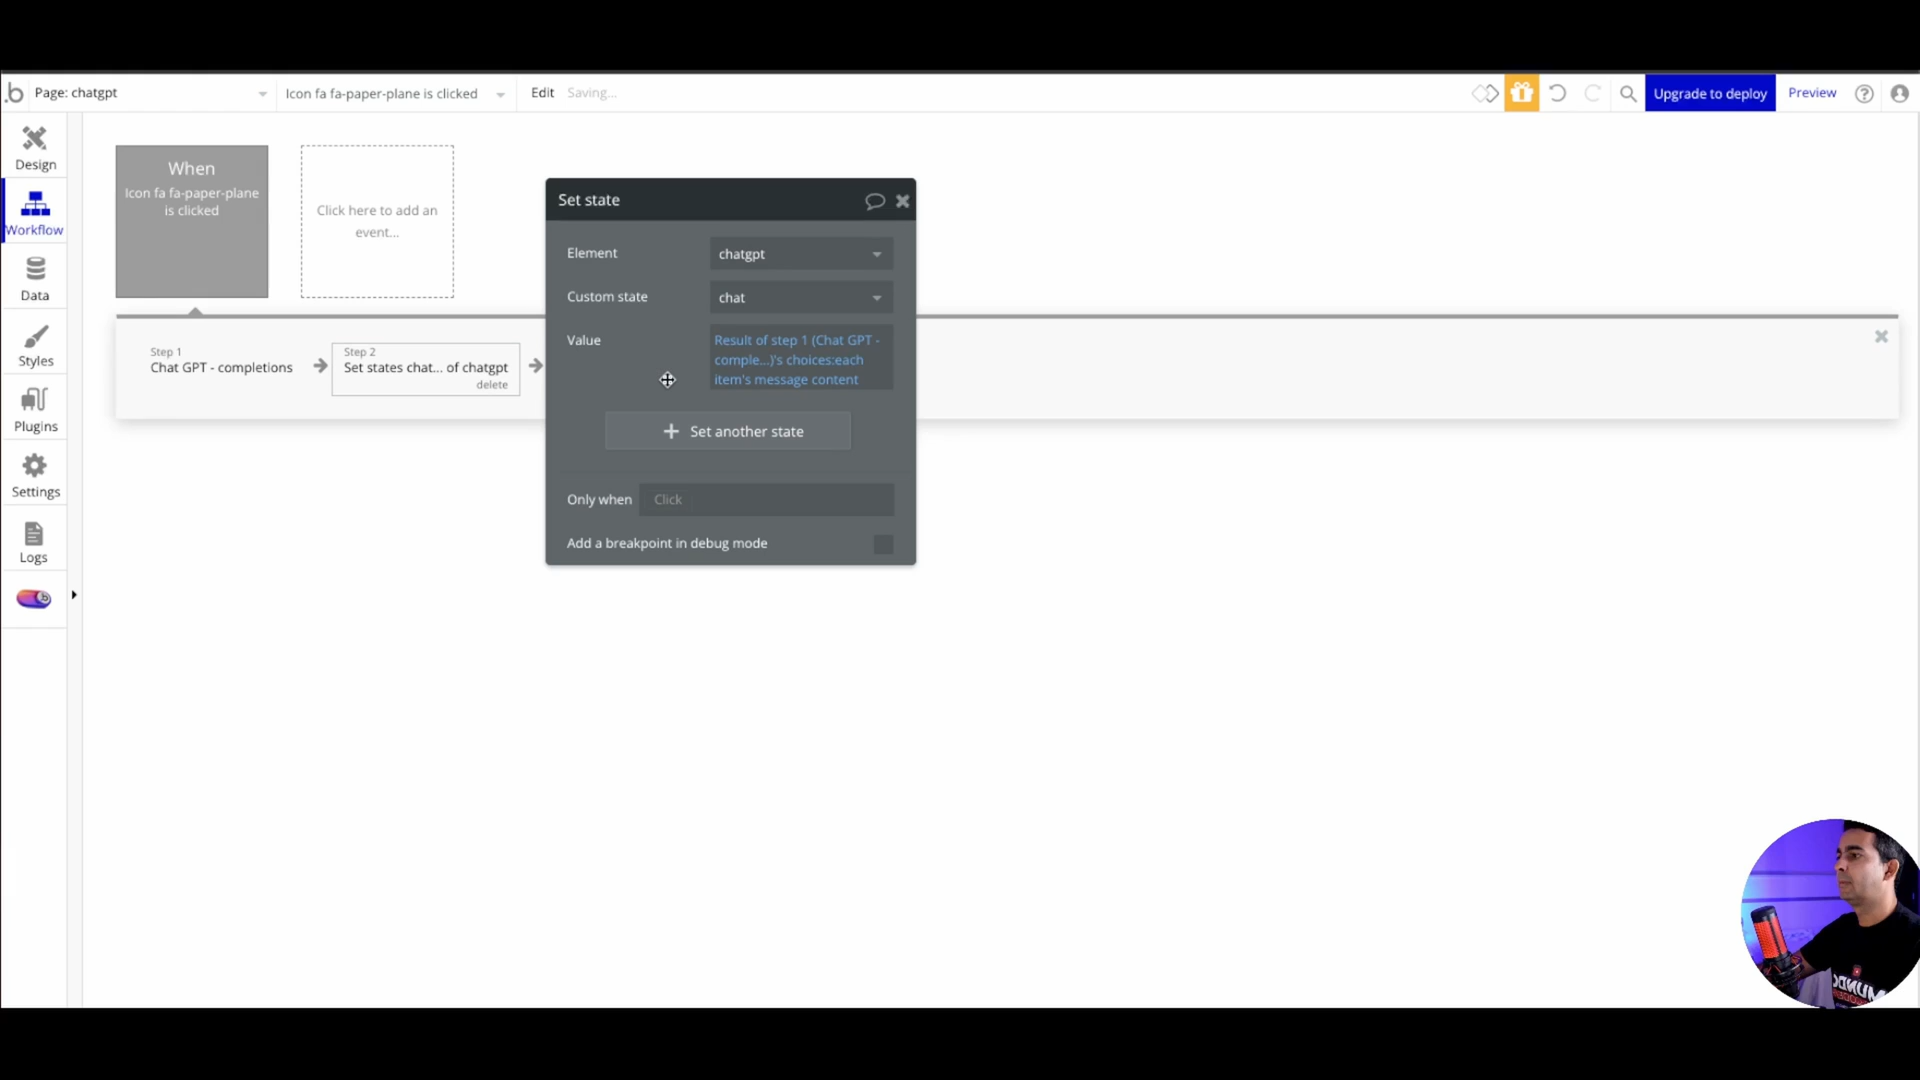 .b
Page: chatgpt
Icon fa fa-paper-plane is clicked
Edit
Saving...
Upgrade to deploy
Preview
?
Design
Workflow
Data
Styles
Plugins
Settings
Logs
When
Icon fa fa-paper-plane
is clicked
Click here to add an
event...
Step 1
Chat GPT - completions
Step 2
Set states chat... of chatgpt
delete
Set state
Element
chatgpt
Custom state
chat
Value
Result of step 1 (Chat GPT -
comple...)'s choices:each
item's message content
Set another state
Only when
Click
Add a breakpoint in debug mode
MUNDO